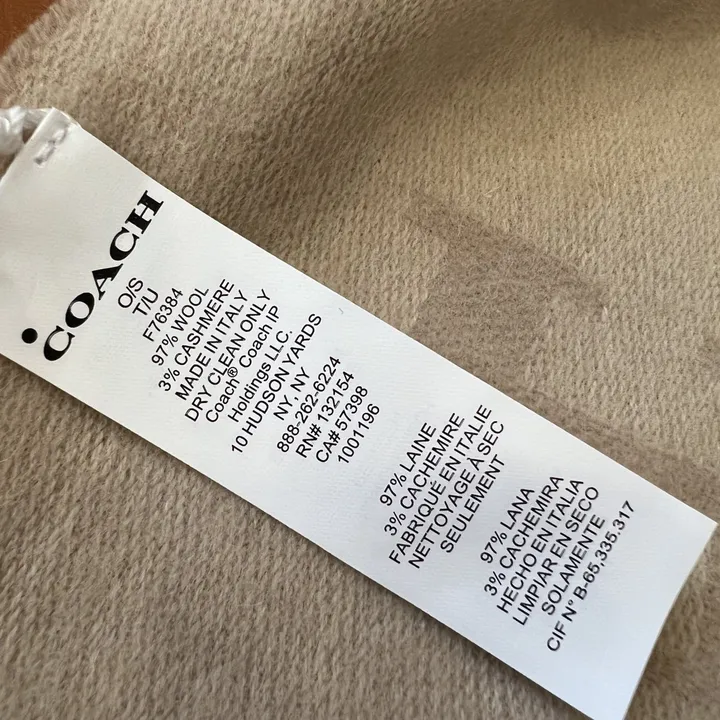 COACH
O/S
T/U
F76384
97% WOOL
3% CASHMERE
MADE IN ITALY
DRY CLEAN ONLY
Coach® Coach IP
Holdings LLC.
10 HUDSON YARDS
NY, NY
888-262-6224
RN# 132154
CA# 57398
1001196
97% LAINE
3% CACHEMIRE
FABRIQUÉ EN ITALIE
NETTOYAGE À SEC
SEULEMENT
97% LANA
3% CACHEMIRA
HECHO EN ITALIA
LIMPIAR EN SECO
SOLAMENTE
CIF N° B-65.335.317